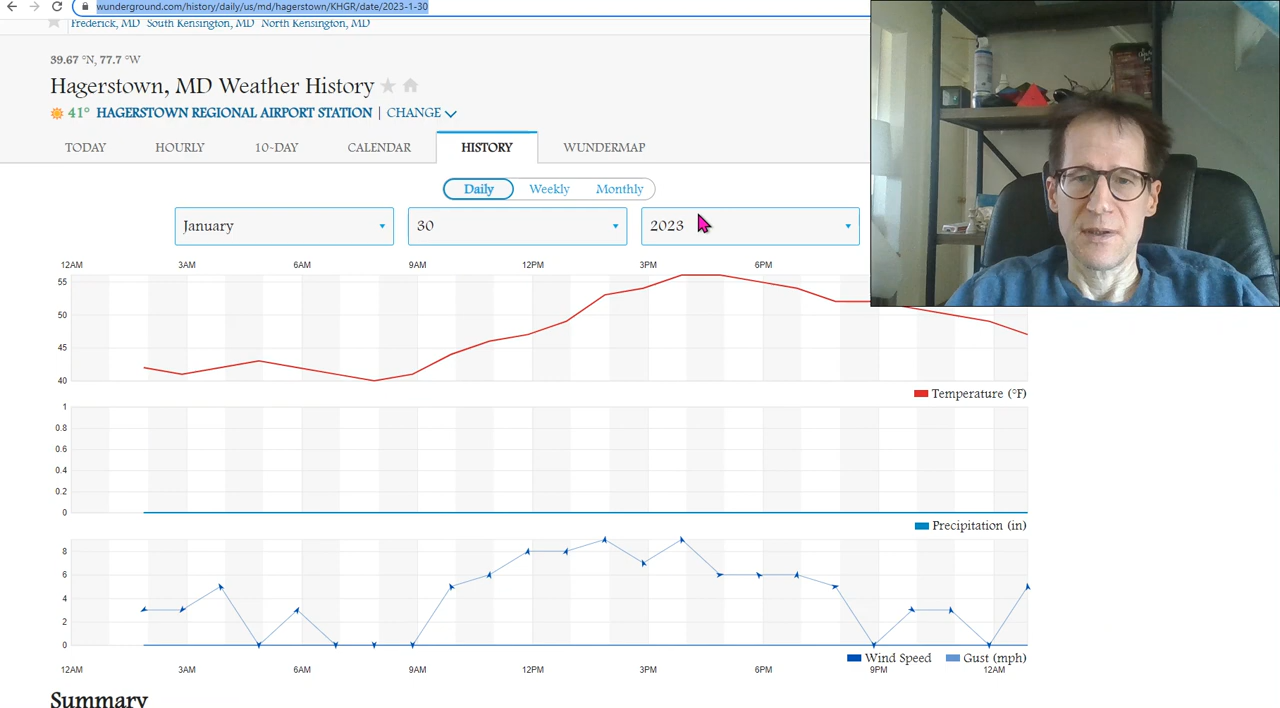 wunderground.com/history/daily/us/md/hagerstown/KHGR/date/2023-1-30
Frederick, MD South Kensington, MD North Kensington, MD
39.67 °N, 77.7 °W
Hagerstown, MD Weather History
41° HAGERSTOWN REGIONAL AIRPORT STATION | CHANGE
TODAY HOURLY 10-DAY CALENDAR HISTORY WUNDERMAP
Daily Weekly Monthly
January 30 2023
12AM 3AM 6AM 9AM 12PM 3PM 6PM
55
50
45
40
Temperature (°F)
1
0.8
0.6
0.4
0.2
0
Precipitation (in)
8
6
4
2
0
Wind Speed Gust (mph)
12AM 3AM 6AM 9AM 12PM 3PM 6PM 9PM 12AM
Summary